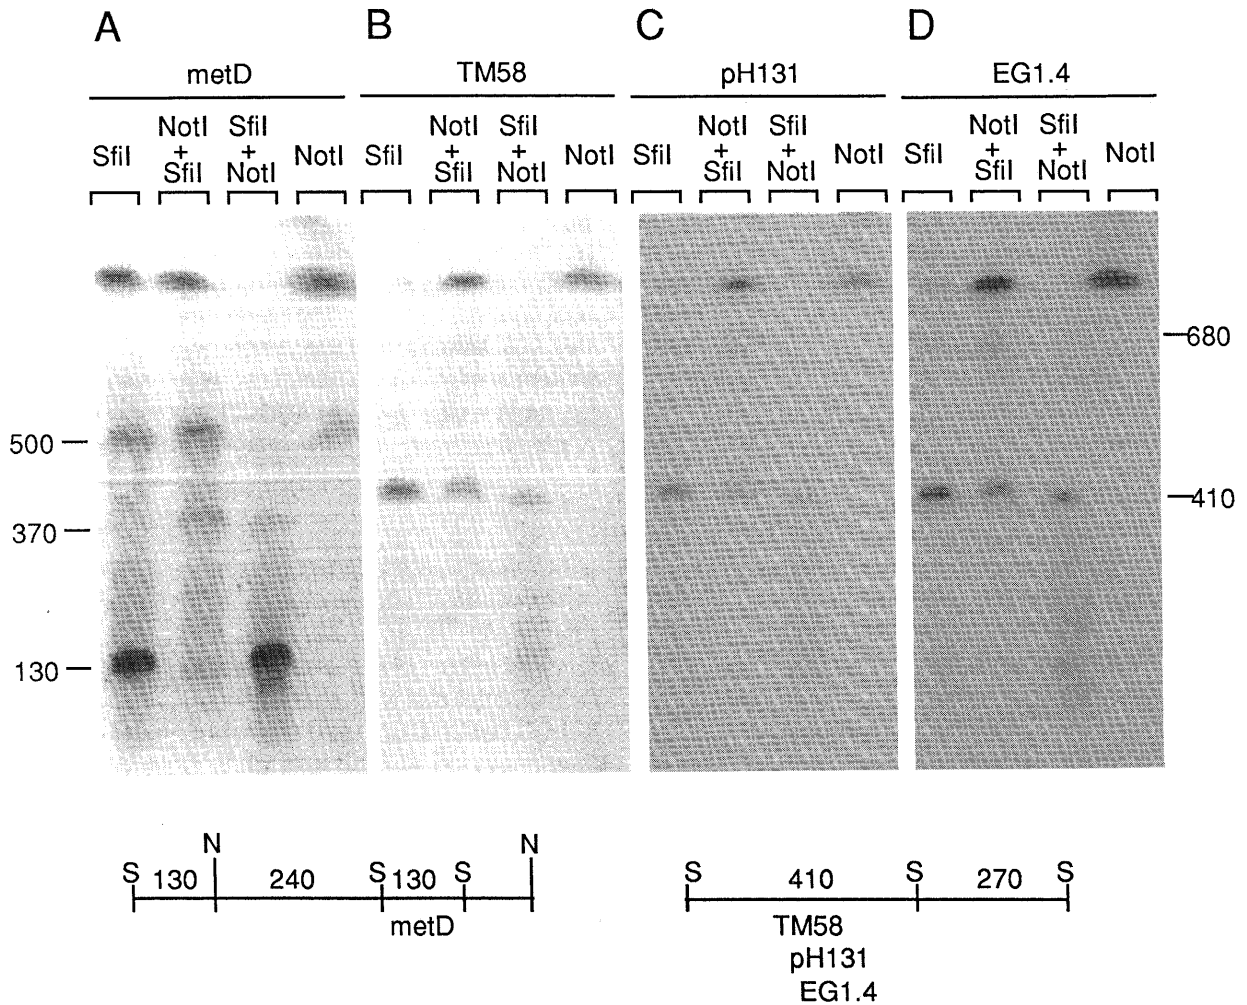 A B C D
metD TM58 pH131 EG1.4
NotI SfiI NotI SfiI NotI SfiI NotI SfiI
SfiI + + NotI SfiI + + NotI SfiI + + NotI SfiI + + NotI
SfiI NotI SfiI NotI SfiI NotI SfiI NotI
680
500
410
370
130
N N
S 130 240 S 130 S S 410 S 270 S
metD TM58
pH131
EG1.4